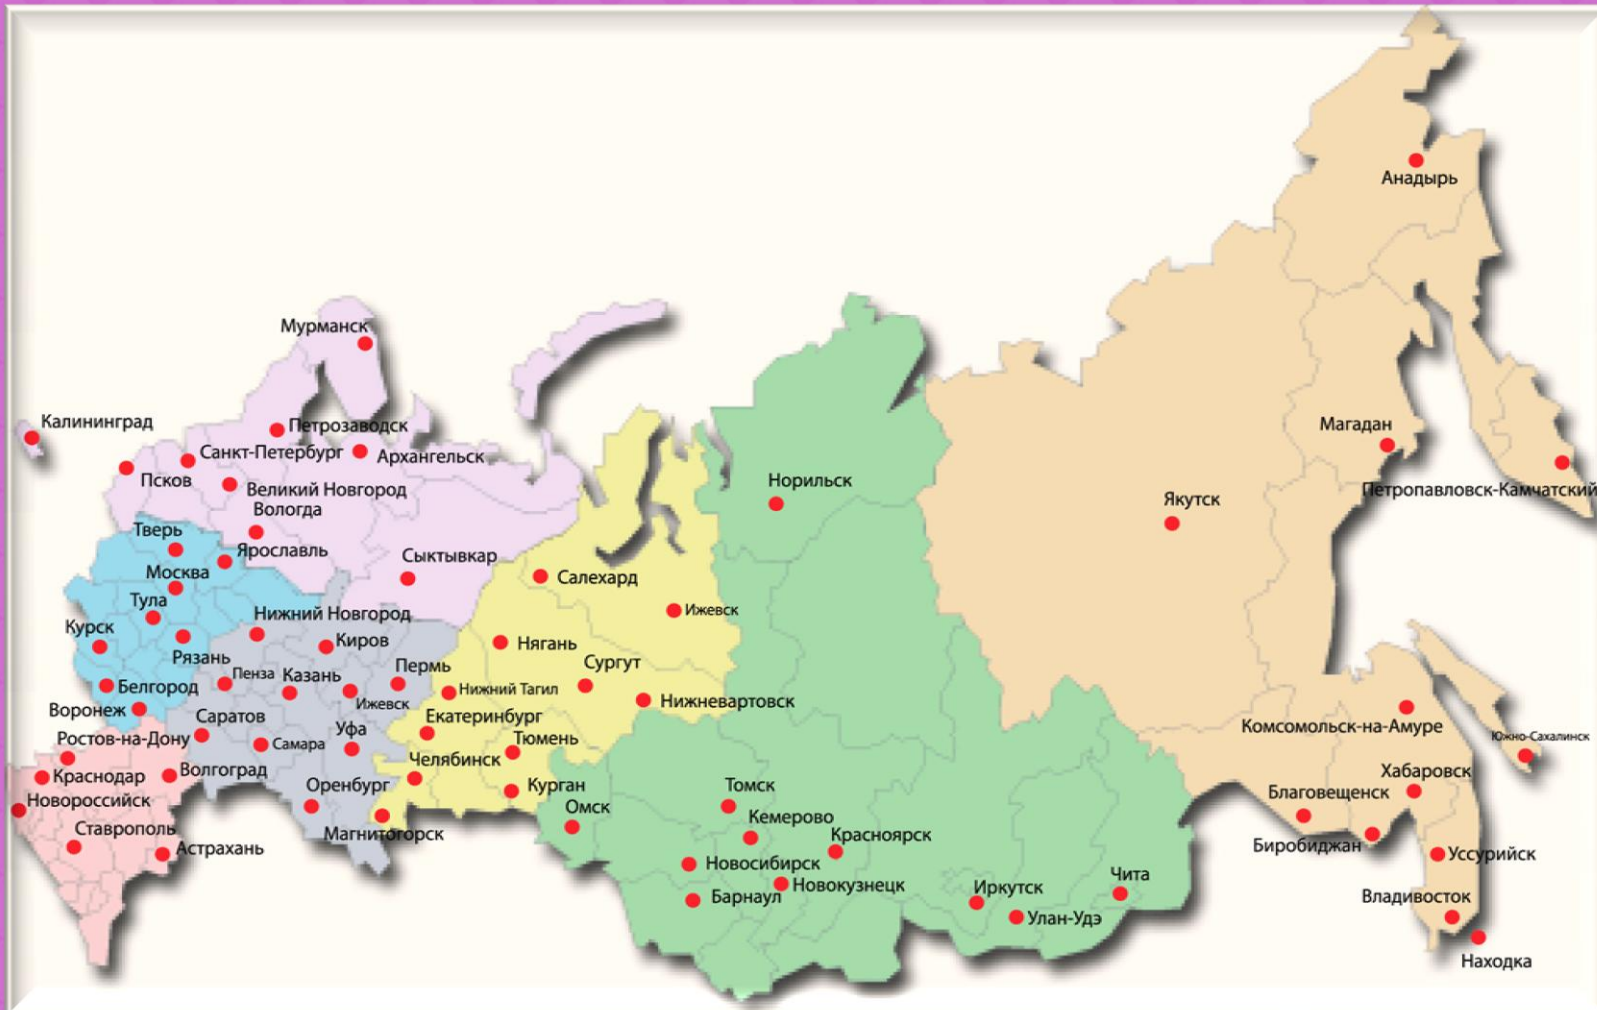 Анадырь
Мурманск
Калининград
Петрозаводск
Магадан
Санкт-Петербург
Архангельск
Псков
Норильск
Великий Новгород
Петропавловск-Камчатский
Якутск
Вологда
Тверь
Ярославль
Сыктывкар
Москва
Салехард
Тула
Ижевск
Нижний Новгород
Курск
Киров
Нягань
Рязань
Сургут
Пермь
Пенза
Казань
Белгород
Нижний Тагил
Ижевск
Нижневартовск
Воронеж
Саратов
Екатеринбург
Комсомольск-на-Амуре
Уфа
Южно-Сахалинск
Ростов-на-Дону
Самара
Тюмень
Челябинск
Волгоград
Хабаровск
Краснодар
Оренбург
Курган
Томск
Благовещенск
Новороссийск
Омск
Кемерово
Ставрополь
Магнитогорск
Красноярск
Биробиджан
Астрахань
Уссурийск
Новосибирск
Чита
Новокузнецк
Иркутск
Барнаул
Владивосток
Улан-Удэ
Находка